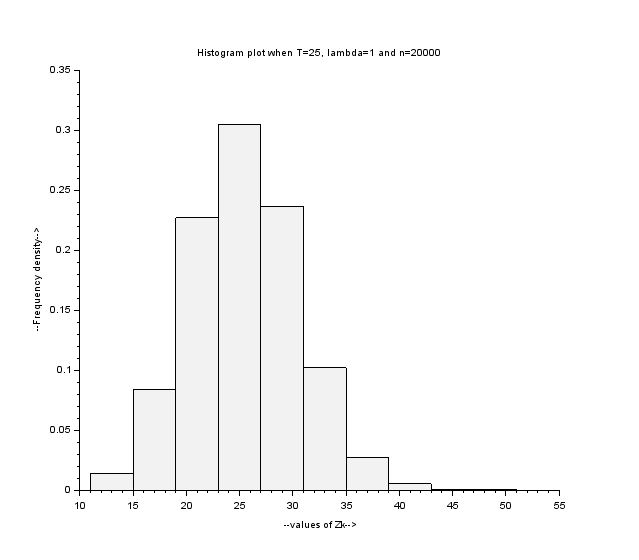 Histogram plot when T=25, lambda=1 and n=20000
0.35
0.3
0.25
0.2
0.15
0.1
0.05
0
--Frequency density-->
10 15 20 25 30 35 40 45 50 55
--values of Zk-->